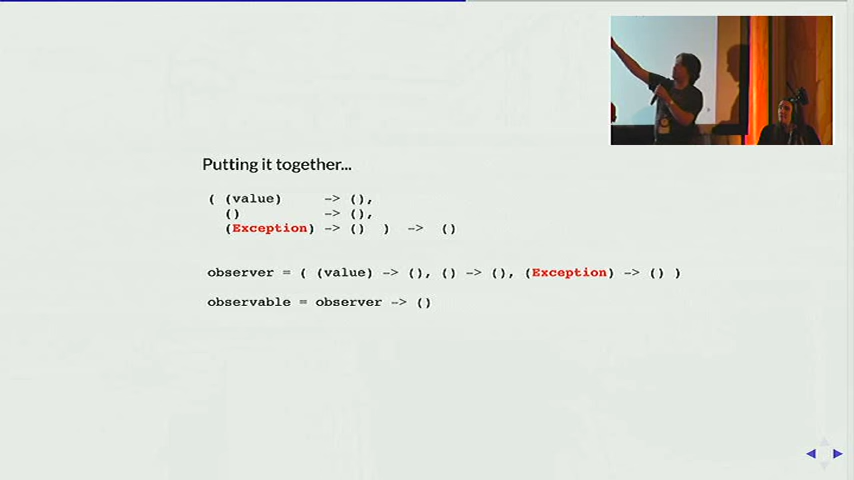 Putting it together...
( (value) -> (),
() -> (),
(Exception) -> () ) -> ()
observer = ( (value) -> (), () -> (), (Exception) -> () )
observable = observer -> ()